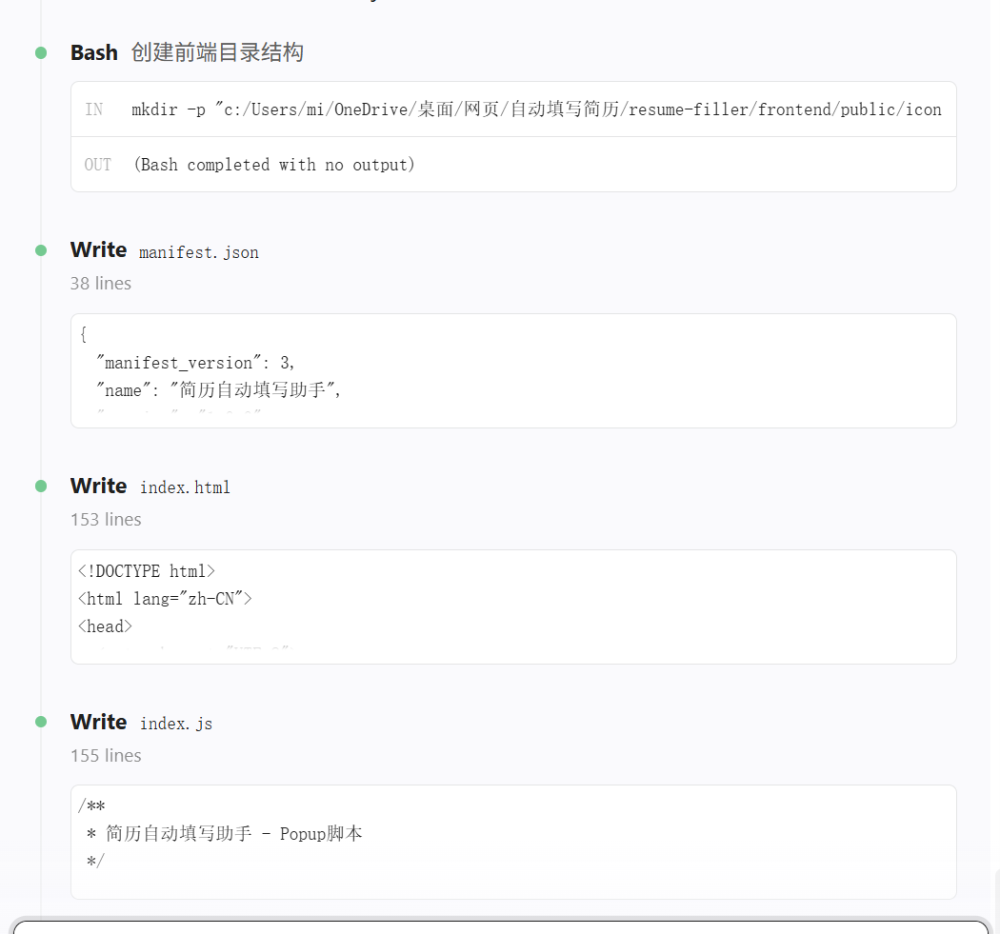 Bash 创建前端目录结构
IN mkdir -p "c:/Users/mi/OneDrive/桌面/网页/自动填写简历/resume-filler/frontend/public/icon
OUT (Bash completed with no output)
Write manifest.json
38 lines
{
"manifest_version": 3,
"name": "简历自动填写助手",
Write index.html
153 lines
<!DOCTYPE html>
<html lang="zh-CN">
<head>
Write index.js
155 lines
/**
* 简历自动填写助手 - Popup脚本
*/